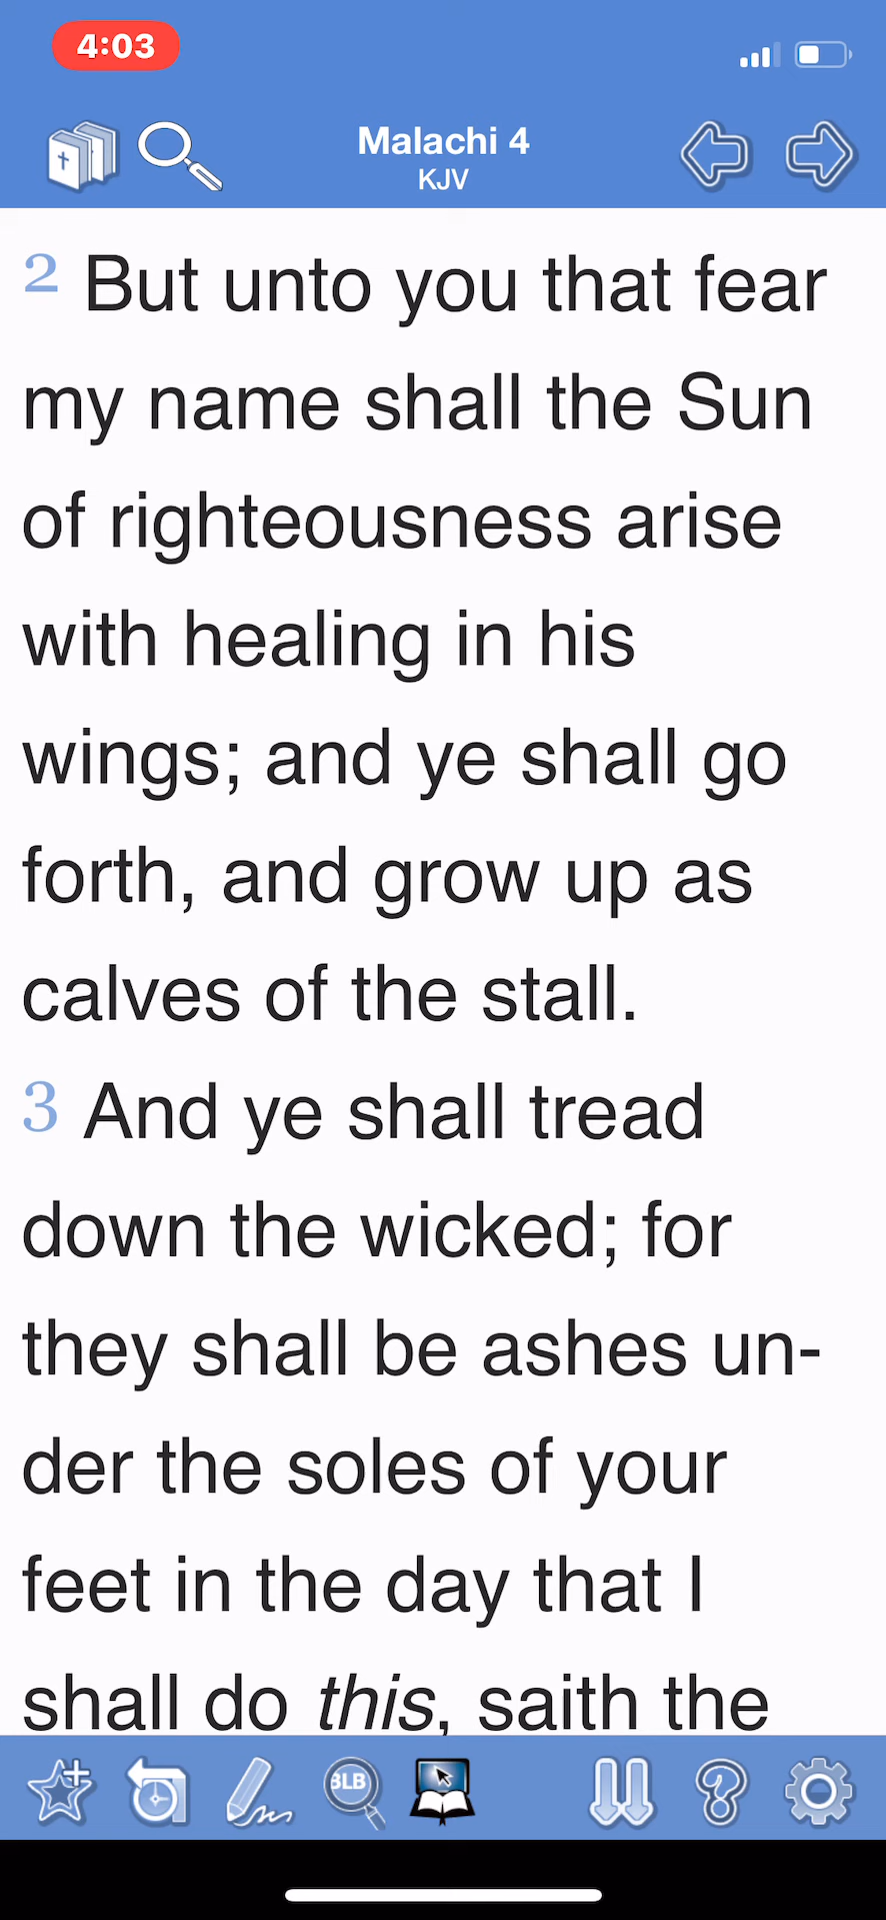 4:03
Malachi 4
KJV
2 But unto you that fear
my name shall the Sun
of righteousness arise
with healing in his
wings; and ye shall go
forth, and grow up as
calves of the stall.
3 And ye shall tread
down the wicked; for
they shall be ashes un-
der the soles of your
feet in the day that I
shall do this, saith the
BLB